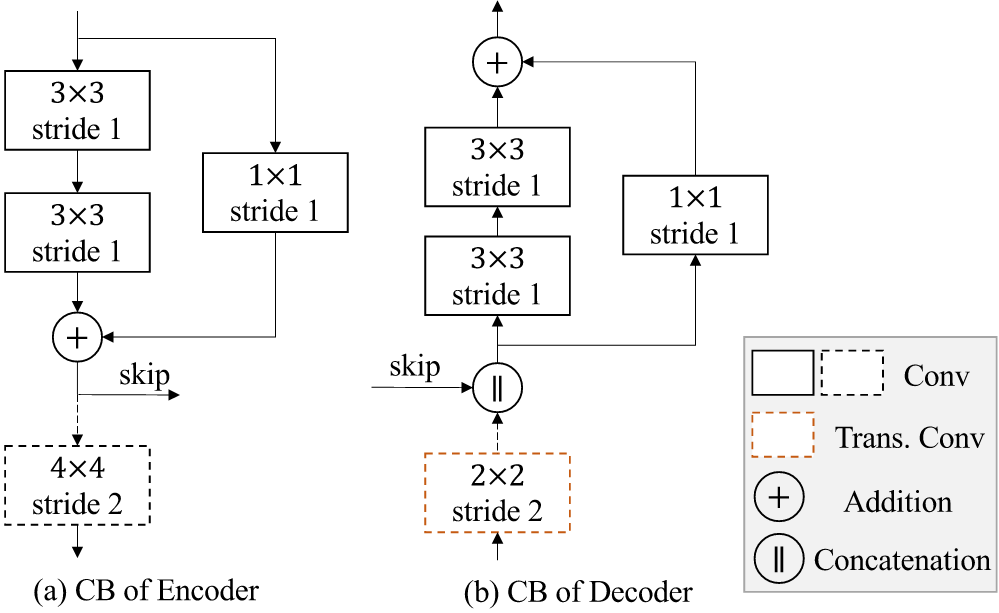 3×3
stride 1
3×3
stride 1
1×1
stride 1
+
skip
4×4
stride 2
(a) CB of Encoder
+
3×3
stride 1
3×3
stride 1
1×1
stride 1
skip
||
2×2
stride 2
(b) CB of Decoder
Conv
Trans. Conv
+
Addition
||
Concatenation